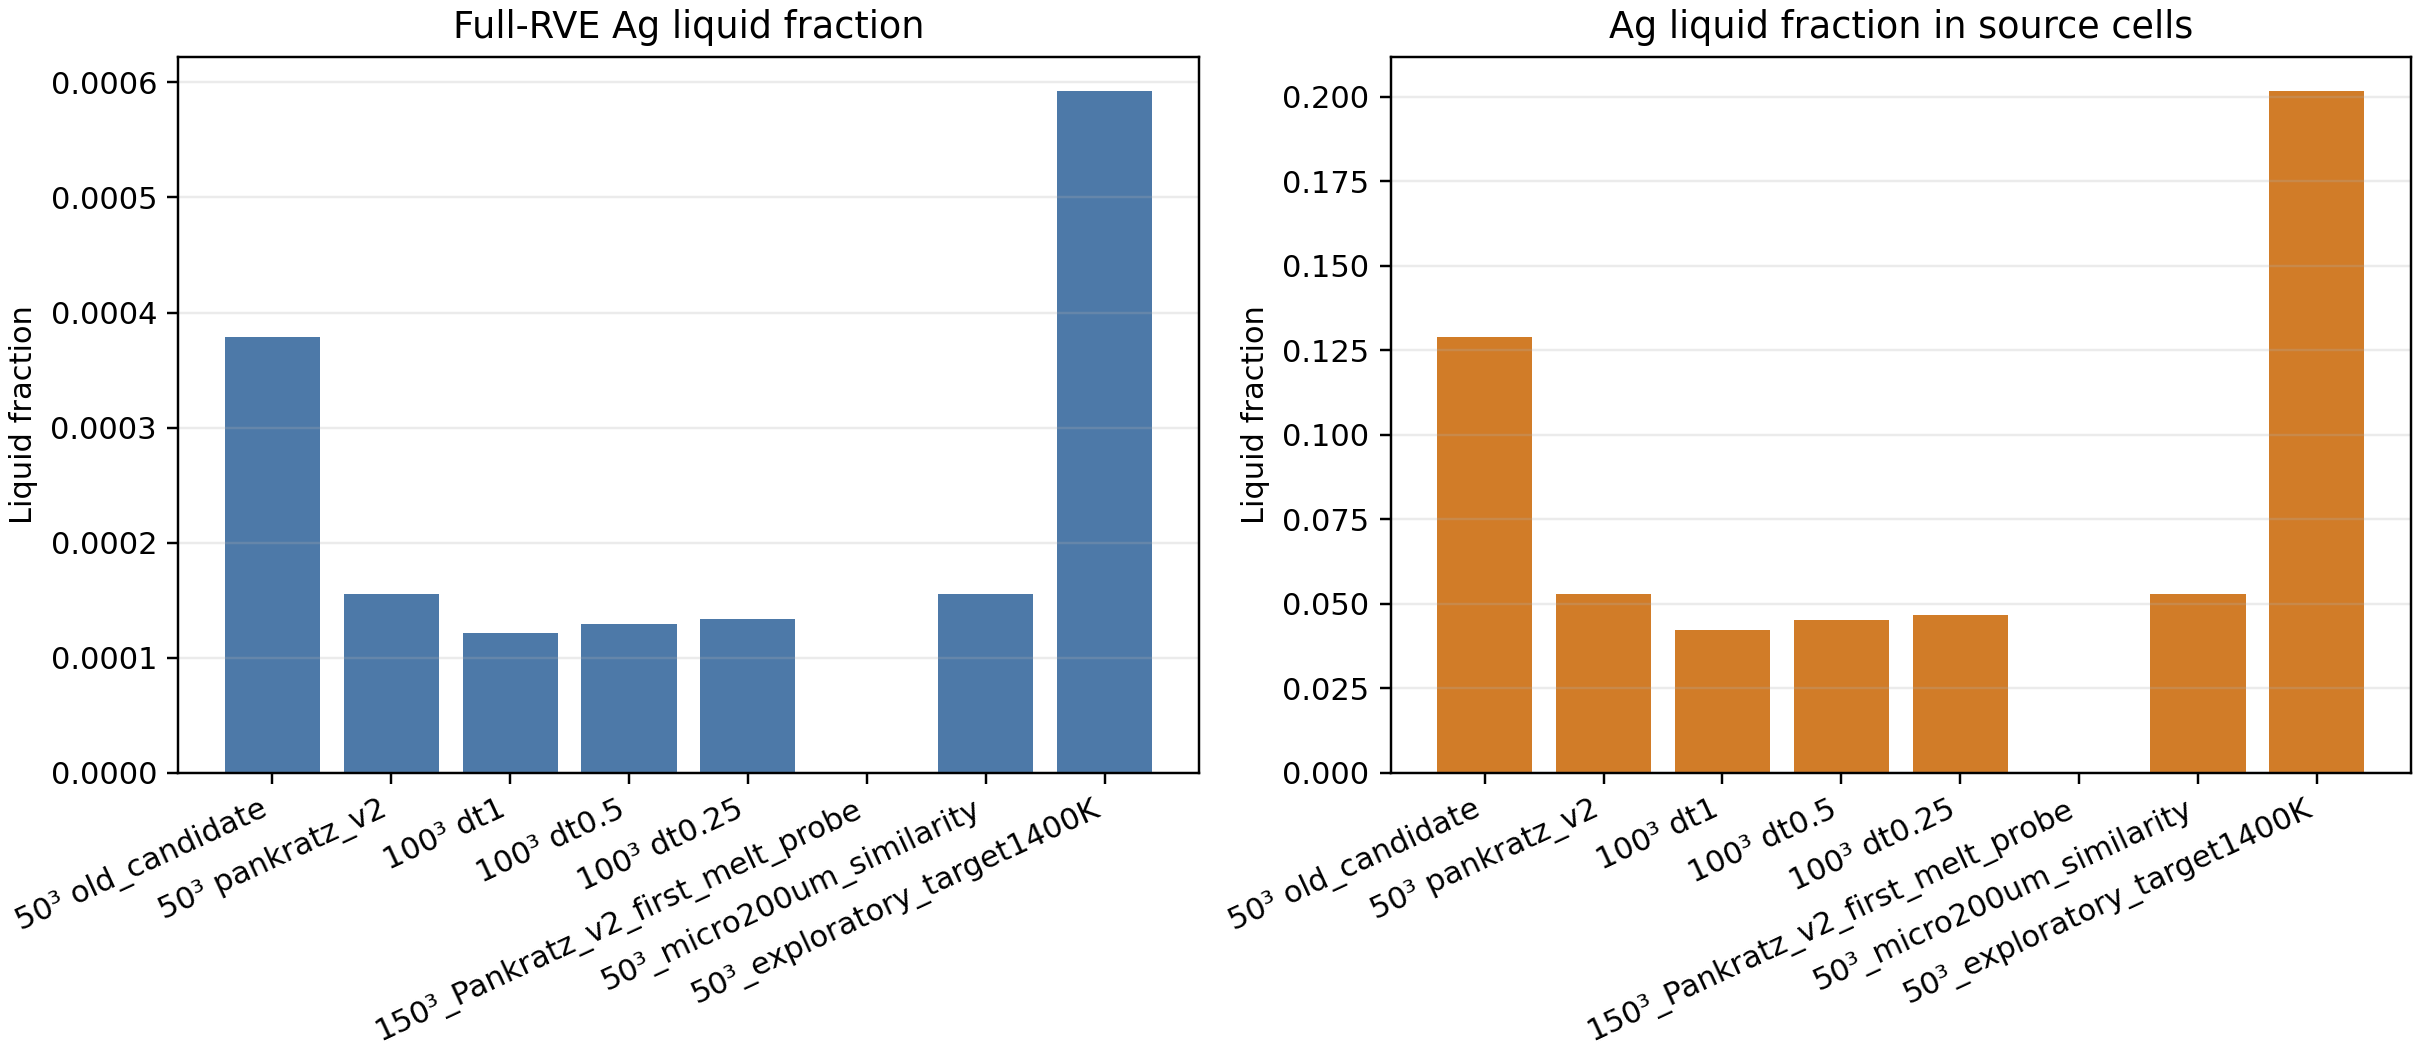 Full-RVE Ag liquid fraction
Liquid fraction
0.0006
0.0005
0.0004
0.0003
0.0002
0.0001
0.0000
50³ old_candidate
50³ pankratz_v2
100³ dt1
100³ dt0.5
100³ dt0.25
150³_Pankratz_v2_first_melt_probe
50³_micro200um_similarity
50³_exploratory_target1400K
Ag liquid fraction in source cells
Liquid fraction
0.200
0.175
0.150
0.125
0.100
0.075
0.050
0.025
0.000
50³ old_candidate
50³ pankratz_v2
100³ dt1
100³ dt0.5
100³ dt0.25
150³_Pankratz_v2_first_melt_probe
50³_micro200um_similarity
50³_exploratory_target1400K